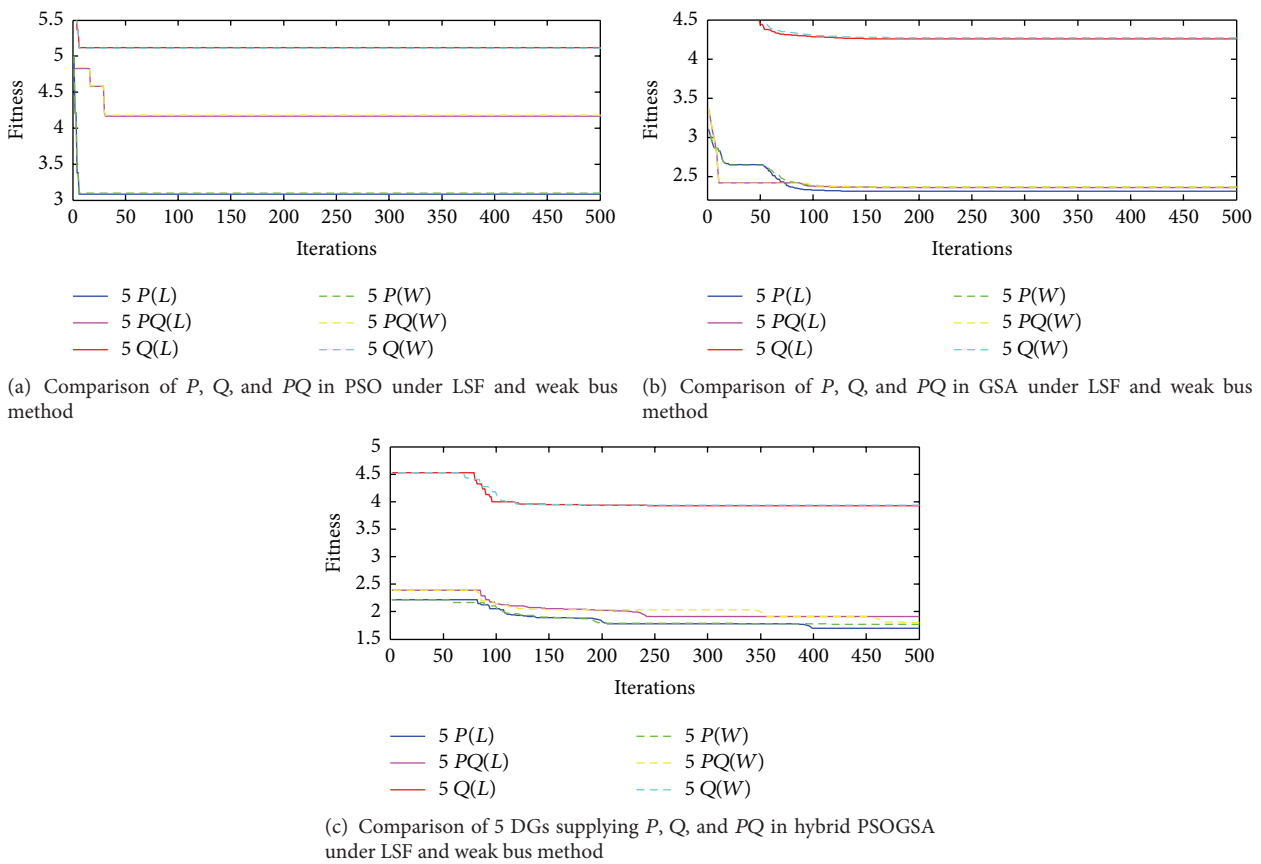 5.5
5
4.5
4
3.5
3
Fitness
0 50 100 150 200 250 300 350 400 450 500
Iterations
5 P(L)
5 PQ(L)
5 Q(L)
5 P(W)
5 PQ(W)
5 Q(W)
(a) Comparison of P, Q, and PQ in PSO under LSF and weak bus
method
4.5
4
3.5
3
2.5
Fitness
0 50 100 150 200 250 300 350 400 450 500
Iterations
5 P(L)
5 PQ(L)
5 Q(L)
5 P(W)
5 PQ(W)
5 Q(W)
(b) Comparison of P, Q, and PQ in GSA under LSF and weak bus
method
5
4.5
4
3.5
3
2.5
2
1.5
Fitness
0 50 100 150 200 250 300 350 400 450 500
Iterations
5 P(L)
5 PQ(L)
5 Q(L)
5 P(W)
5 PQ(W)
5 Q(W)
(c) Comparison of 5 DGs supplying P, Q, and PQ in hybrid PSOGSA
under LSF and weak bus method